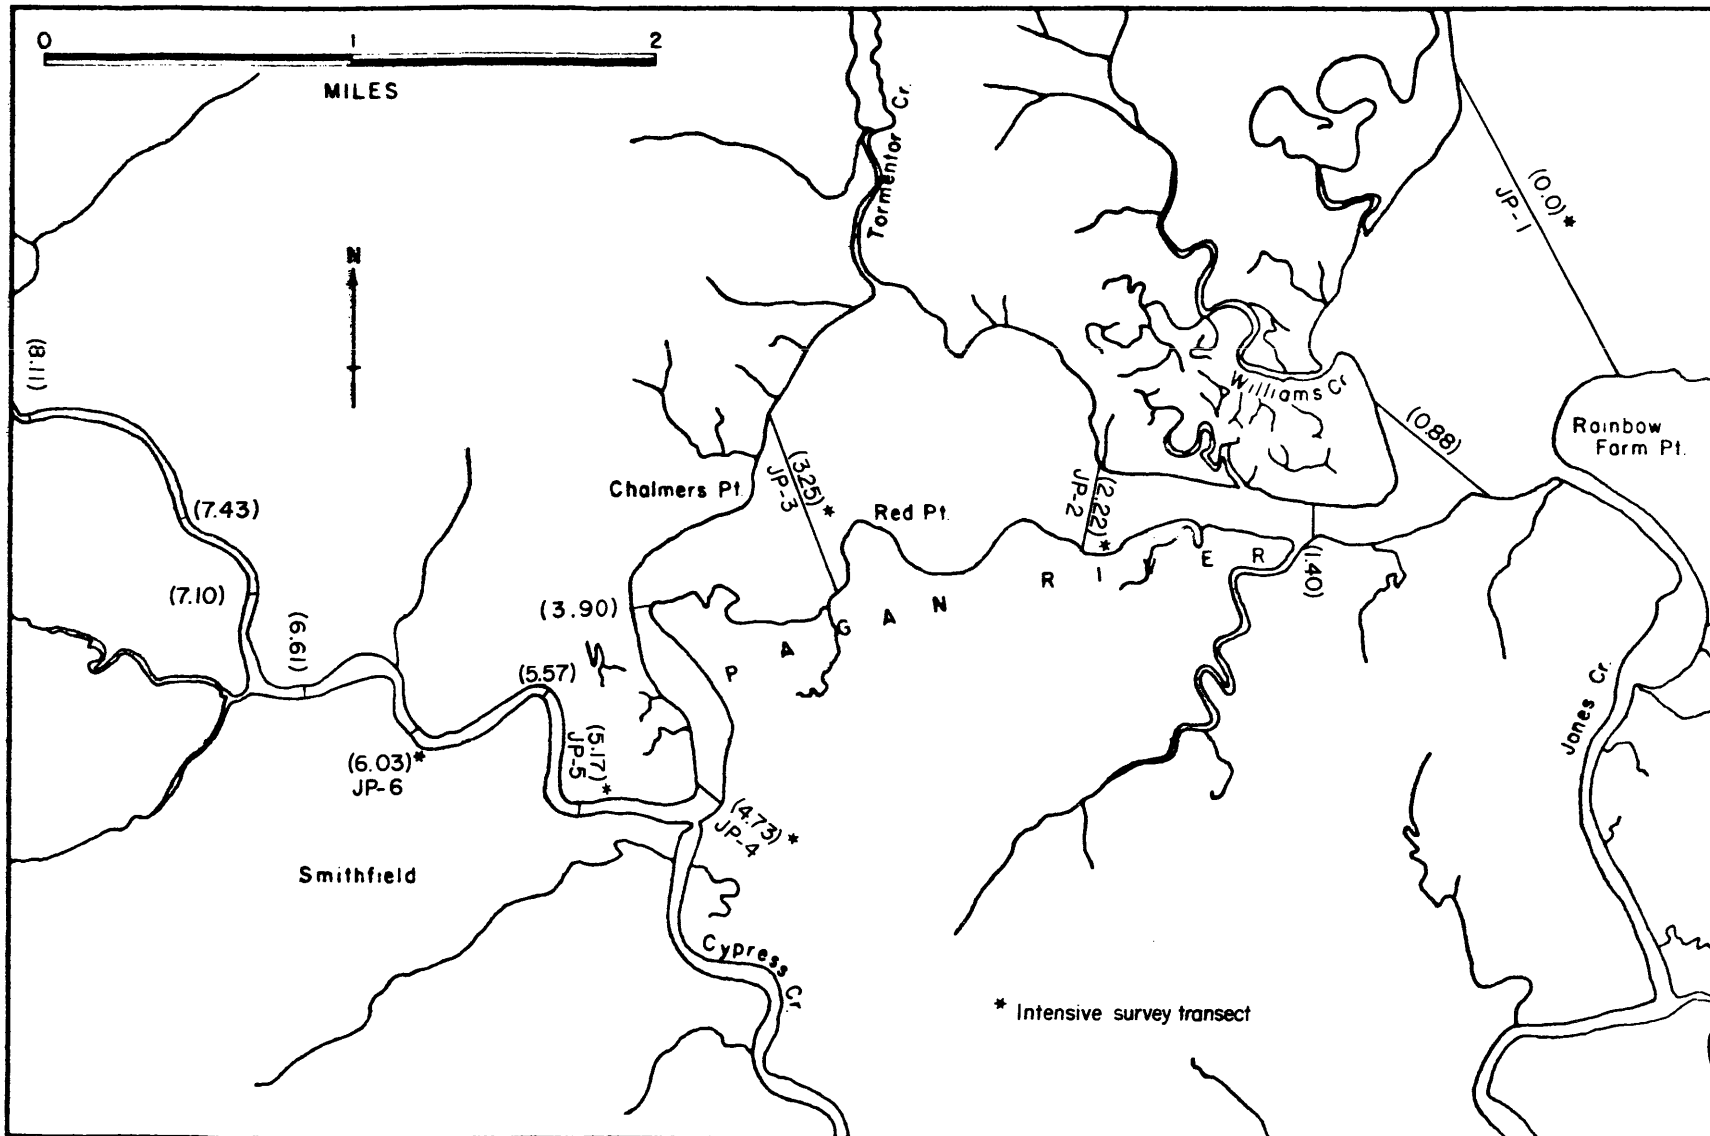 0 1 2
MILES
N
Tormentor Cr.
(0.0)*
JP-1
(8.11)
Williams Cr
(0.88)
Rainbow
Farm Pt.
(3.25)*
JP-3
Chalmers Pt.
Red Pt.
(2.22)*
JP-2
(7.43)
(7.10)
(3.90)
(1.40)
PAGAN RIVER
(6.61)
(5.57)
(5.17)*
JP-5
(6.03)*
JP-6
(4.73)*
JP-4
Jones Cr.
Smithfield
Cypress Cr.
* Intensive survey transect